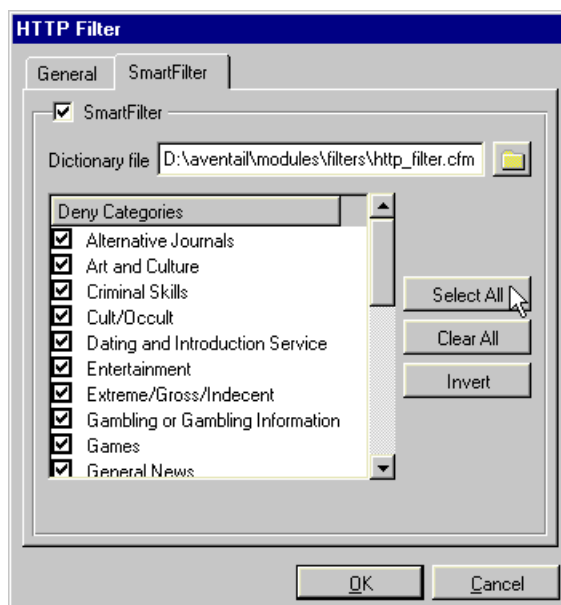 HTTP Filter
General SmartFilter
SmartFilter
Dictionary file D:\aventail\modules\filters\http_filter.cfm
Deny Categories
Alternative Journals
Art and Culture
Criminal Skills
Cult/Occult
Dating and Introduction Service
Entertainment
Extreme/Gross/Indecent
Gambling or Gambling Information
Games
General News
Select All
Clear All
Invert
OK Cancel